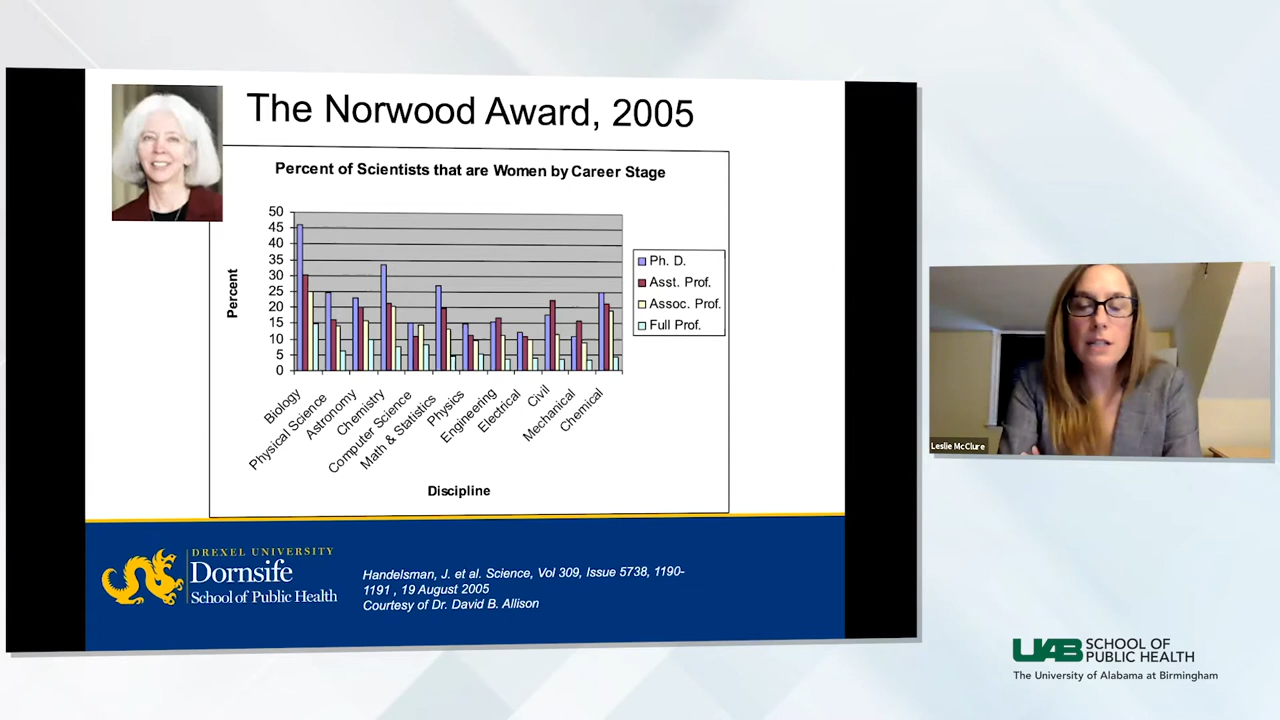 The Norwood Award, 2005
Percent of Scientists that are Women by Career Stage
50
45
40
35
30
25
20
15
10
5
0
Percent
Ph. D.
Asst. Prof.
Assoc. Prof.
Full Prof.
Biology
Physical Science
Astronomy
Chemistry
Computer Science
Math & Statistics
Physics
Engineering
Electrical
Civil
Mechanical
Chemical
Discipline
DREXEL UNIVERSITY
Dornsife
School of Public Health
Handelsman, J. et al. Science, Vol 309, Issue 5738, 1190-
1191 , 19 August 2005
Courtesy of Dr. David B. Allison
Leslie McClure
UAB SCHOOL OF
PUBLIC HEALTH
The University of Alabama at Birmingham